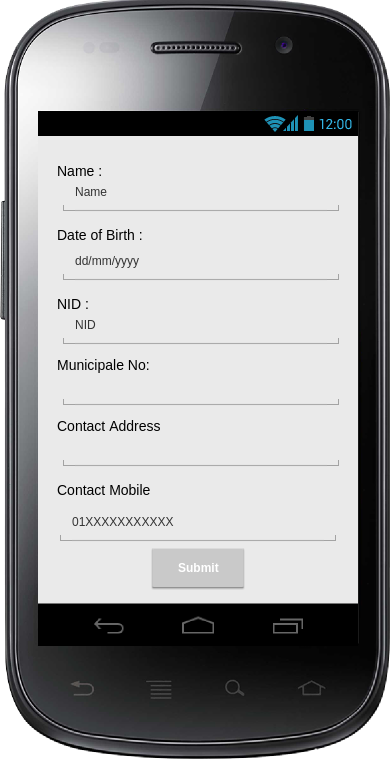 12:00
Name :
Name
Date of Birth :
dd/mm/yyyy
NID :
NID
Municipale No:
Contact Address
Contact Mobile
01XXXXXXXXXXX
Submit